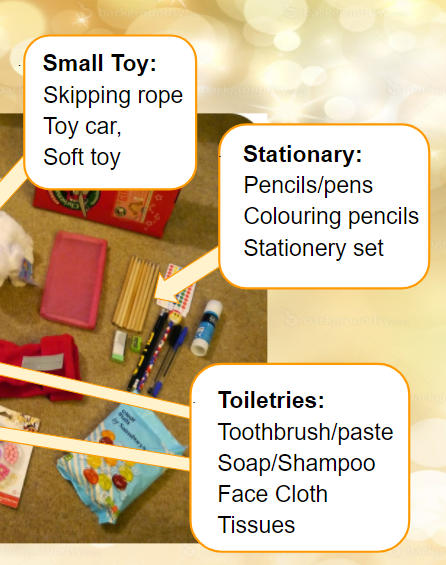 Small Toy:
Skipping rope
Toy car,
Soft toy
Stationary:
Pencils/pens
Colouring pencils
Stationery set
Toiletries:
Toothbrush/paste
Soap/Shampoo
Face Cloth
Tissues